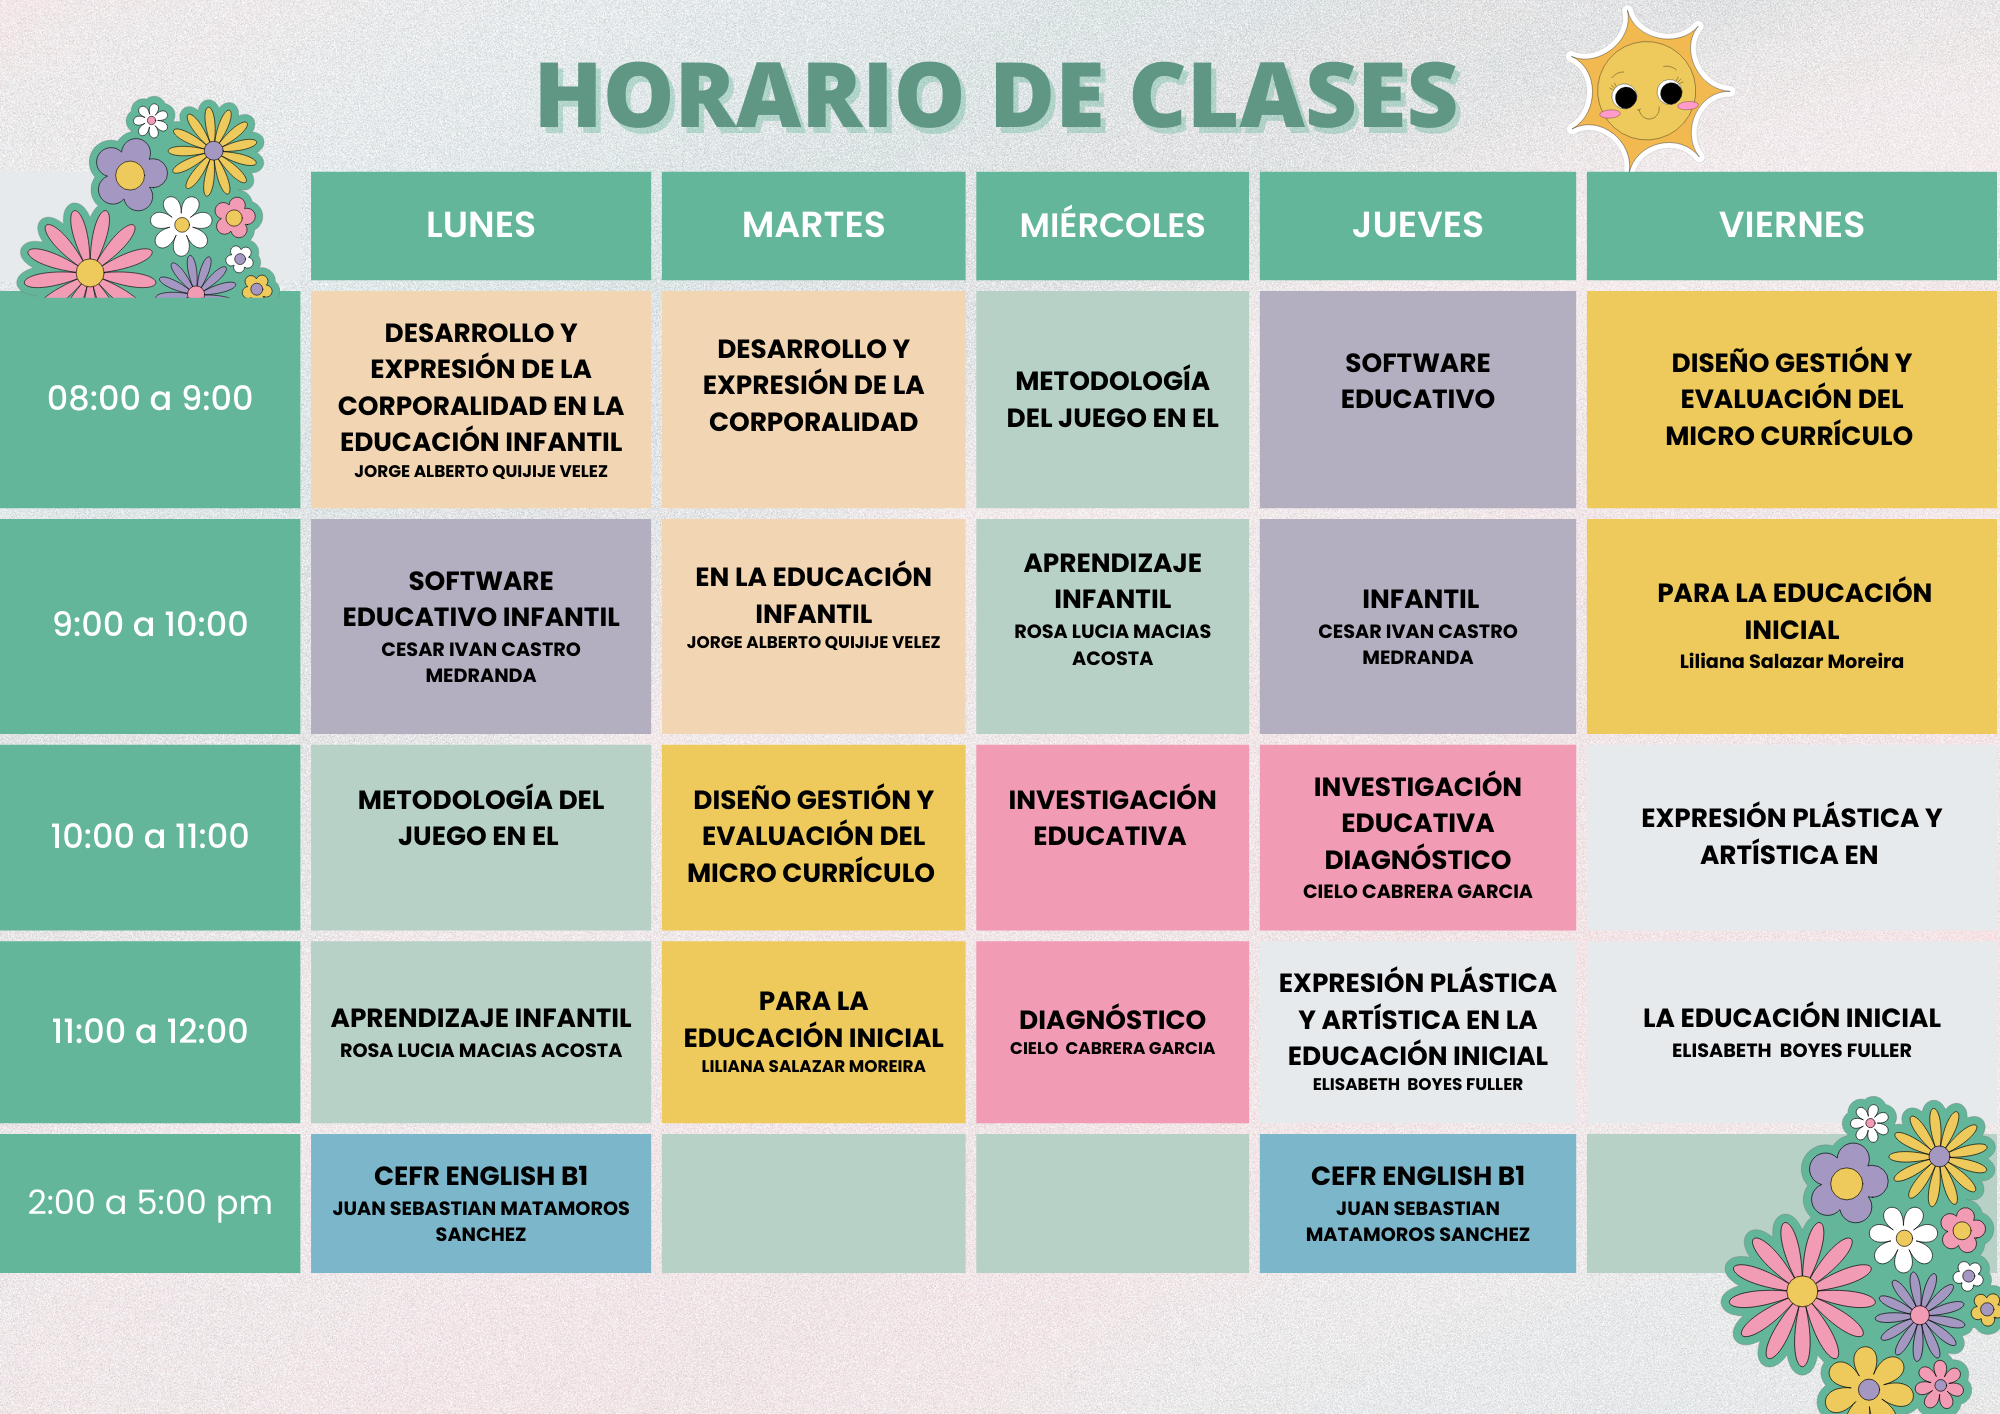 HORARIO DE CLASES
LUNES
MARTES
MIÉRCOLES
JUEVES
VIERNES
08:00 a 9:00
DESARROLLO Y
EXPRESIÓN DE LA
CORPORALIDAD EN LA
EDUCACIÓN INFANTIL
JORGE ALBERTO QUIJIJE VELEZ
DESARROLLO Y
EXPRESIÓN DE LA
CORPORALIDAD
METODOLOGÍA
DEL JUEGO EN EL
SOFTWARE
EDUCATIVO
DISEÑO GESTIÓN Y
EVALUACIÓN DEL
MICRO CURRÍCULO
9:00 a 10:00
SOFTWARE
EDUCATIVO INFANTIL
CESAR IVAN CASTRO
MEDRANDA
EN LA EDUCACIÓN
INFANTIL
JORGE ALBERTO QUIJIJE VELEZ
APRENDIZAJE
INFANTIL
ROSA LUCIA MACIAS
ACOSTA
INFANTIL
CESAR IVAN CASTRO
MEDRANDA
PARA LA EDUCACIÓN
INICIAL
Liliana Salazar Moreira
10:00 a 11:00
METODOLOGÍA DEL
JUEGO EN EL
DISEÑO GESTIÓN Y
EVALUACIÓN DEL
MICRO CURRÍCULO
INVESTIGACIÓN
EDUCATIVA
INVESTIGACIÓN
EDUCATIVA
DIAGNÓSTICO
CIELO CABRERA GARCIA
EXPRESIÓN PLÁSTICA Y
ARTÍSTICA EN
11:00 a 12:00
APRENDIZAJE INFANTIL
ROSA LUCIA MACIAS ACOSTA
PARA LA
EDUCACIÓN INICIAL
LILIANA SALAZAR MOREIRA
DIAGNÓSTICO
CIELO CABRERA GARCIA
EXPRESIÓN PLÁSTICA
Y ARTÍSTICA EN LA
EDUCACIÓN INICIAL
ELISABETH BOYES FULLER
LA EDUCACIÓN INICIAL
ELISABETH BOYES FULLER
2:00 a 5:00 pm
CEFR ENGLISH B1
JUAN SEBASTIAN MATAMOROS
SANCHEZ
CEFR ENGLISH B1
JUAN SEBASTIAN
MATAMOROS SANCHEZ